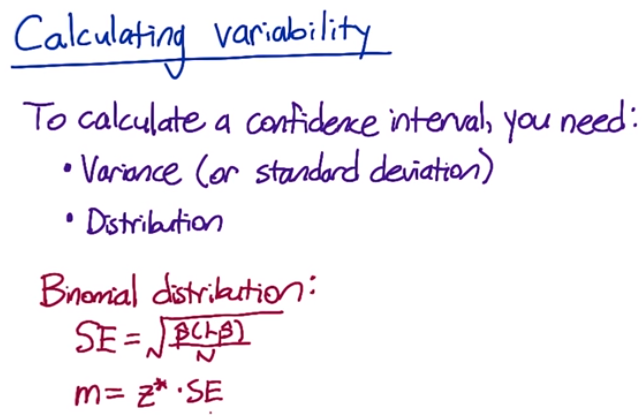 Calculating variability
To calculate a confidence interval, you need:
• Variance (or standard deviation)
• Distribution
Binomial distribution:
SE = √(p̂(1-p̂)/N)
m = z* · SE